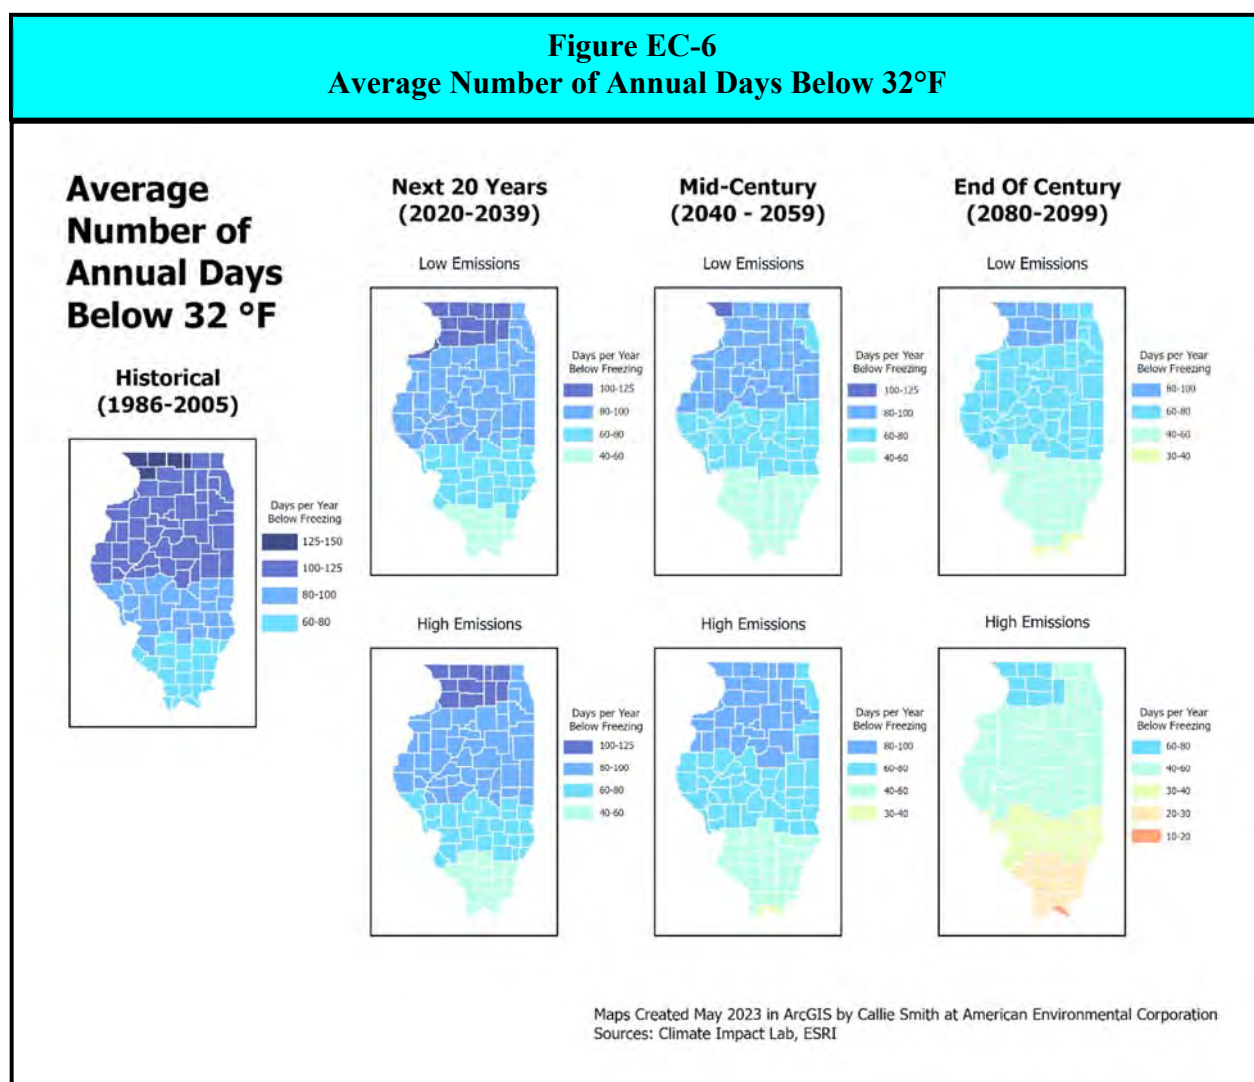 Figure EC-6
Average Number of Annual Days Below 32°F
Average
Number of
Annual Days
Below 32 °F
Historical
(1986-2005)
Days per Year
Below Freezing
125-150
100-125
80-100
60-80
Next 20 Years
(2020-2039)
Low Emissions
Days per Year
Below Freezing
100-125
80-100
60-80
40-60
High Emissions
Days per Year
Below Freezing
100-125
80-100
60-80
40-60
Mid-Century
(2040 - 2059)
Low Emissions
Days per Year
Below Freezing
100-125
80-100
60-80
40-60
High Emissions
Days per Year
Below Freezing
80-100
60-80
40-60
30-40
End Of Century
(2080-2099)
Low Emissions
Days per Year
Below Freezing
80-100
60-80
40-60
30-40
High Emissions
Days per Year
Below Freezing
60-80
40-60
30-40
20-30
10-20
Maps Created May 2023 in ArcGIS by Callie Smith at American Environmental Corporation
Sources: Climate Impact Lab, ESRI